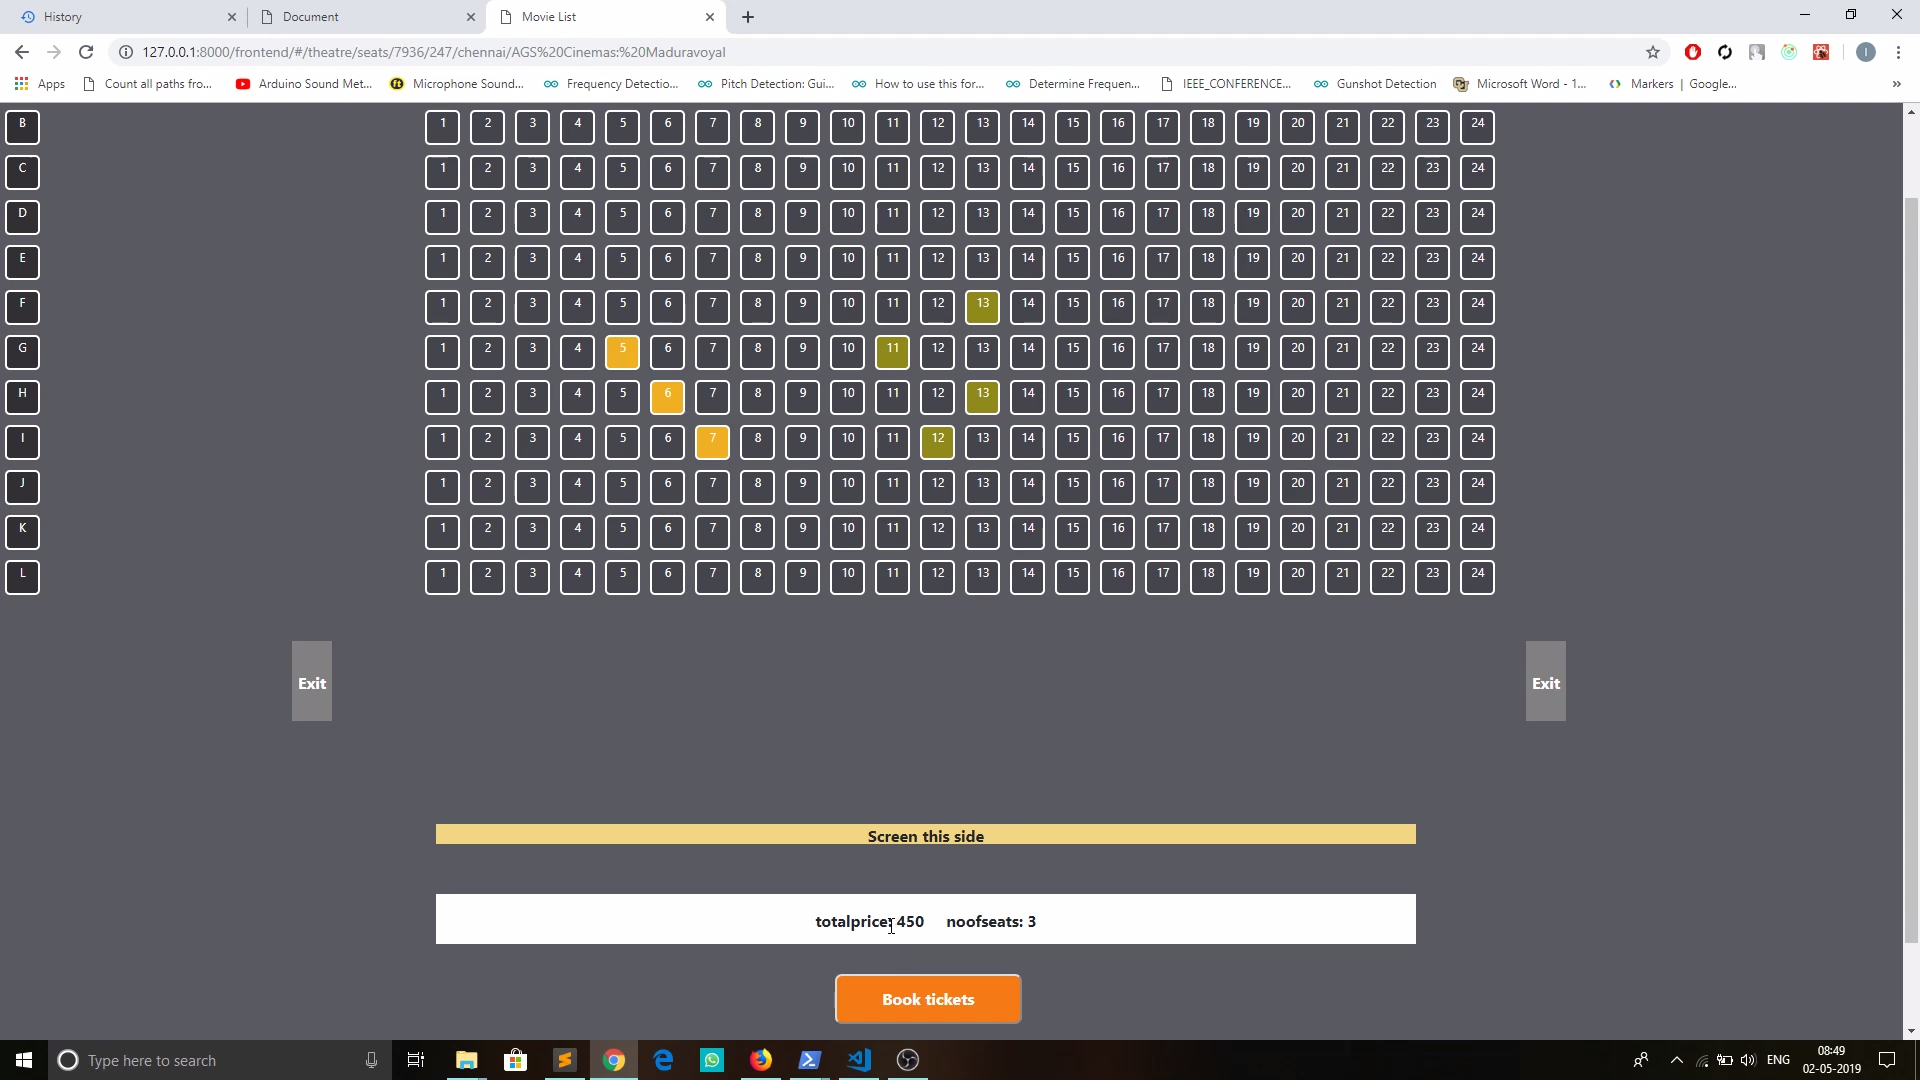 History
Document
Movie List
127.0.0.1:8000/frontend/#/theatre/seats/7936/247/chennai/AGS%20Cinemas:%20Maduravoyal
I
Apps Count all paths fro... Arduino Sound Met... Microphone Sound... Frequency Detectio... Pitch Detection: Gui... How to use this for... Determine Frequen... IEEE_CONFERENCE... Gunshot Detection Microsoft Word - 1... Markers | Google... »
B 1 2 3 4 5 6 7 8 9 10 11 12 13 14 15 16 17 18 19 20 21 22 23 24
C 1 2 3 4 5 6 7 8 9 10 11 12 13 14 15 16 17 18 19 20 21 22 23 24
D 1 2 3 4 5 6 7 8 9 10 11 12 13 14 15 16 17 18 19 20 21 22 23 24
E 1 2 3 4 5 6 7 8 9 10 11 12 13 14 15 16 17 18 19 20 21 22 23 24
F 1 2 3 4 5 6 7 8 9 10 11 12 13 14 15 16 17 18 19 20 21 22 23 24
G 1 2 3 4 5 6 7 8 9 10 11 12 13 14 15 16 17 18 19 20 21 22 23 24
H 1 2 3 4 5 6 7 8 9 10 11 12 13 14 15 16 17 18 19 20 21 22 23 24
I 1 2 3 4 5 6 7 8 9 10 11 12 13 14 15 16 17 18 19 20 21 22 23 24
J 1 2 3 4 5 6 7 8 9 10 11 12 13 14 15 16 17 18 19 20 21 22 23 24
K 1 2 3 4 5 6 7 8 9 10 11 12 13 14 15 16 17 18 19 20 21 22 23 24
L 1 2 3 4 5 6 7 8 9 10 11 12 13 14 15 16 17 18 19 20 21 22 23 24
Exit Exit
Screen this side
totalprice: 450 noofseats: 3
Book tickets
Type here to search
ENG
08:49
02-05-2019